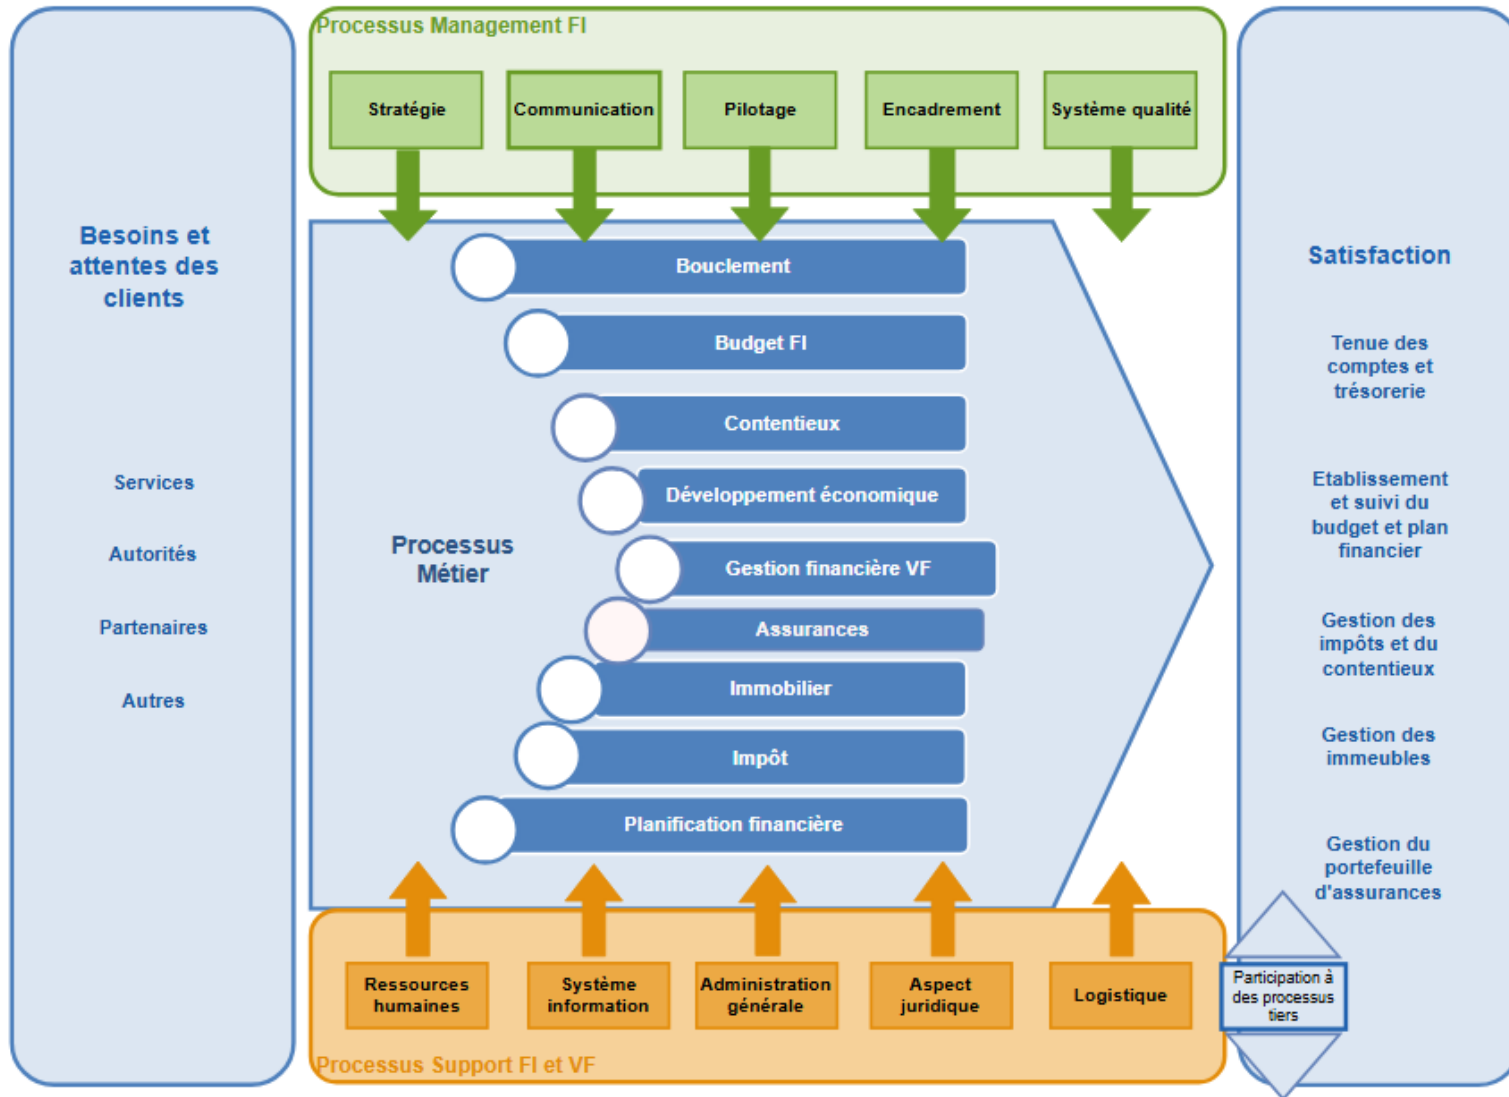 Processus Management FI
Stratégie
Communication
Pilotage
Encadrement
Système qualité
Besoins et
attentes des
clients
Services
Autorités
Partenaires
Autres
Processus
Métier
Bouclement
Budget FI
Contentieux
Développement économique
Gestion financière VF
Assurances
Immobilier
Impôt
Planification financière
Satisfaction
Tenue des
comptes et
trésorerie
Etablissement
et suivi du
budget et plan
financier
Gestion des
impôts et du
contentieux
Gestion des
immeubles
Gestion du
portefeuille
d'assurances
Ressources
humaines
Système
information
Administration
générale
Aspect
juridique
Logistique
Participation à
des processus
tiers
Processus Support FI et VF